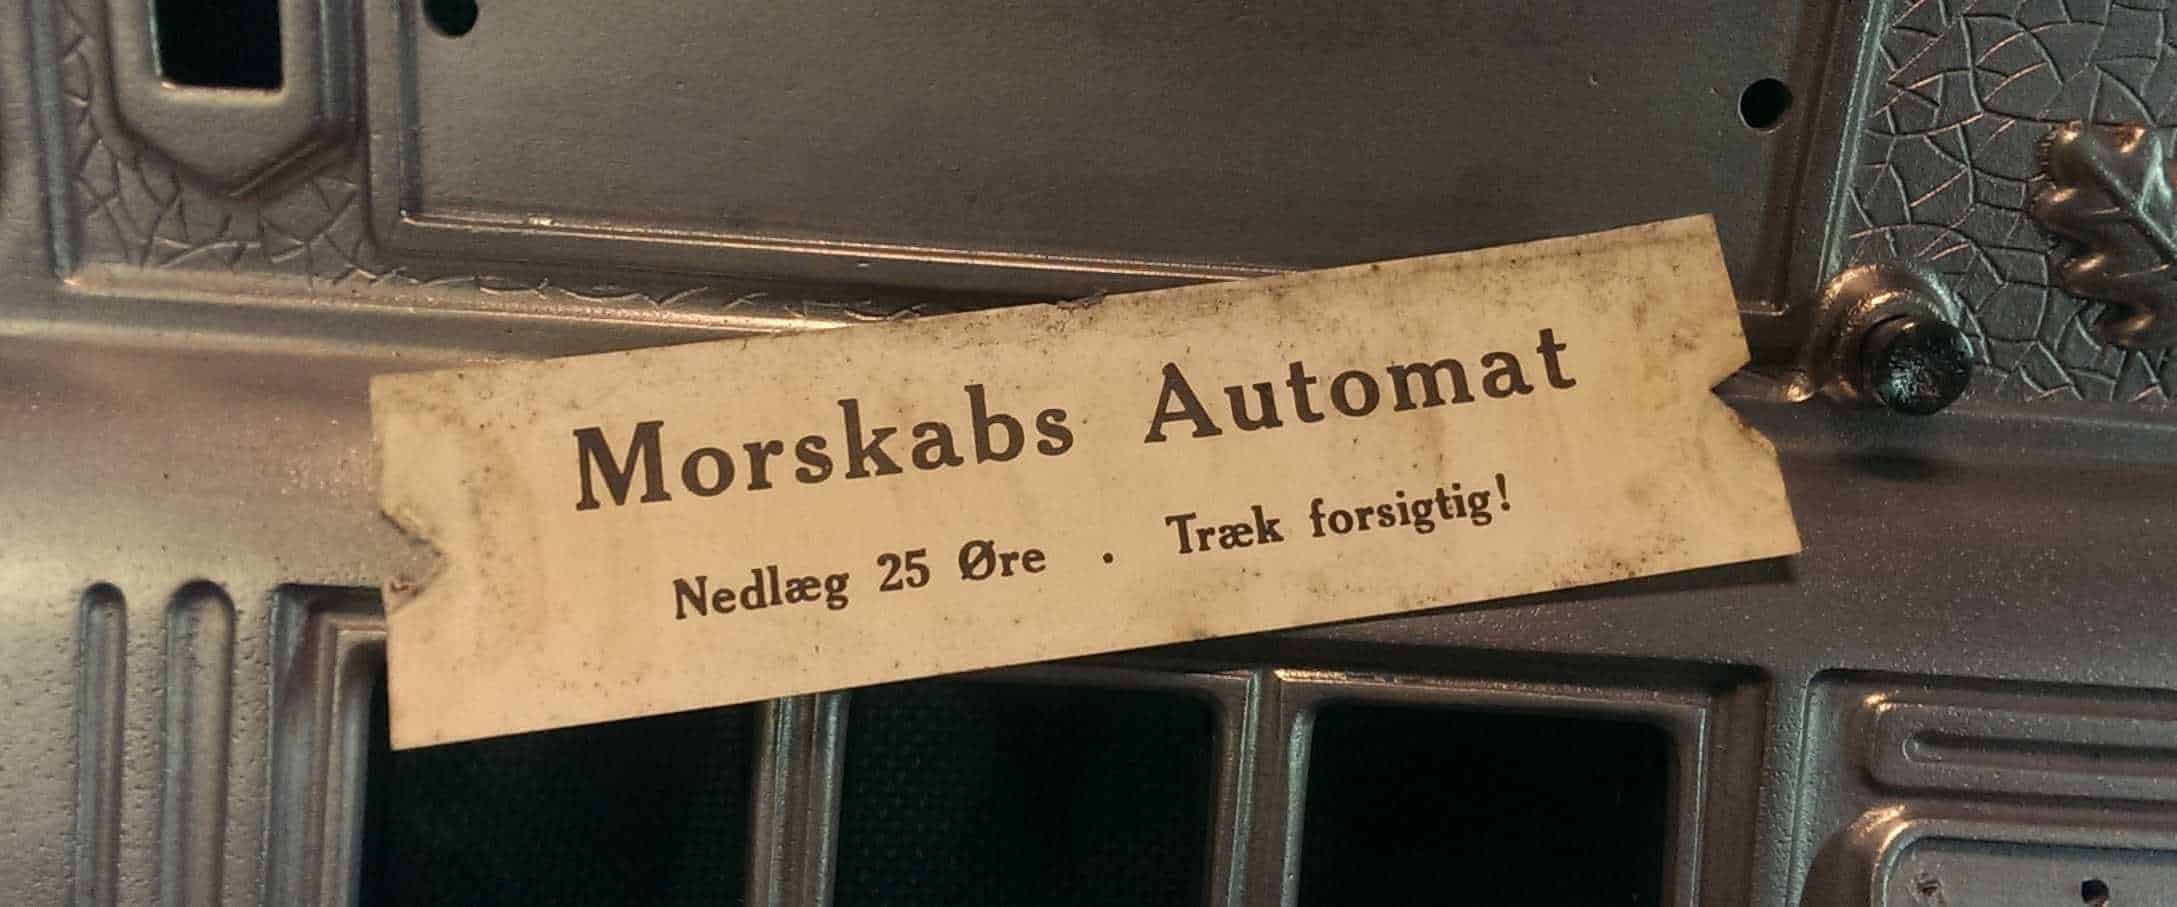 Morskabs Automat
Nedlæg 25 Øre . Træk forsigtig!